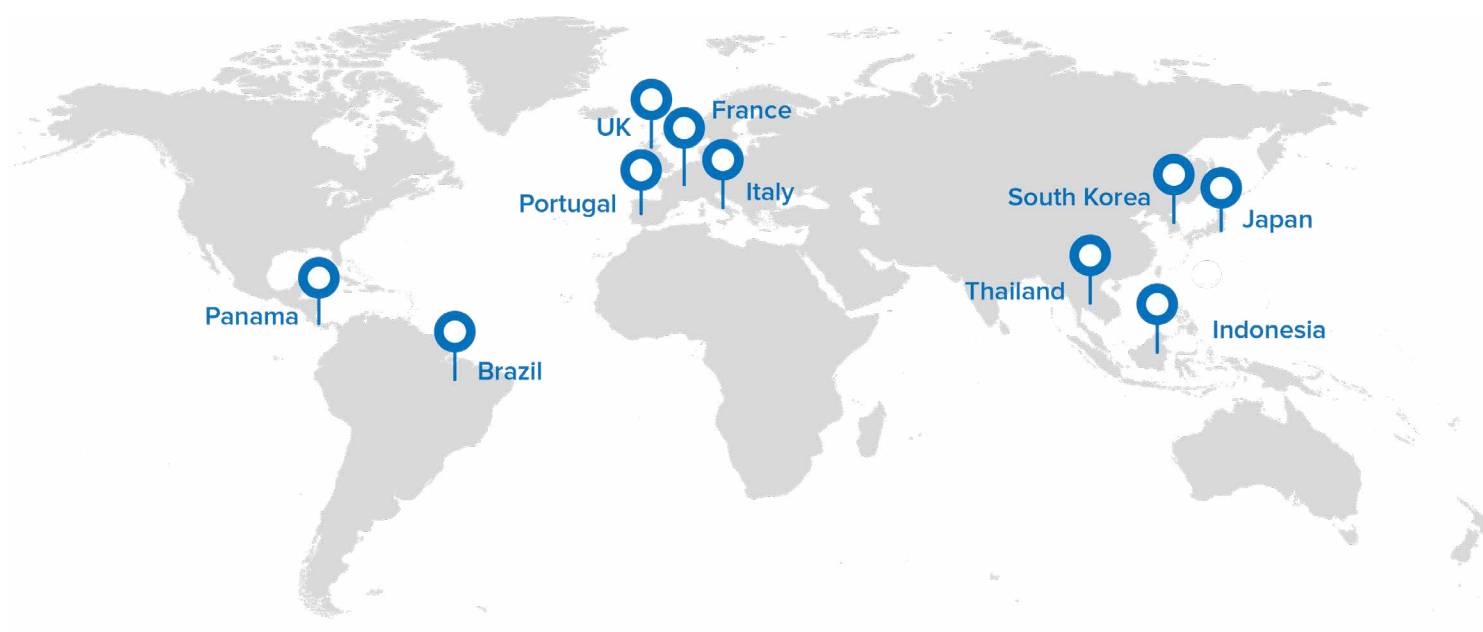 France
UK
Italy
Portugal
South Korea
Japan
Thailand
Panama
Indonesia
Brazil